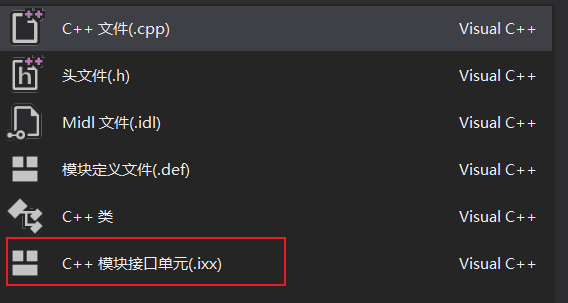 C++ 文件(.cpp) Visual C++
头文件(.h) Visual C++
Midl 文件(.idl) Visual C++
模块定义文件(.def) Visual C++
C++ 类 Visual C++
C++ 模块接口单元(.ixx) Visual C++